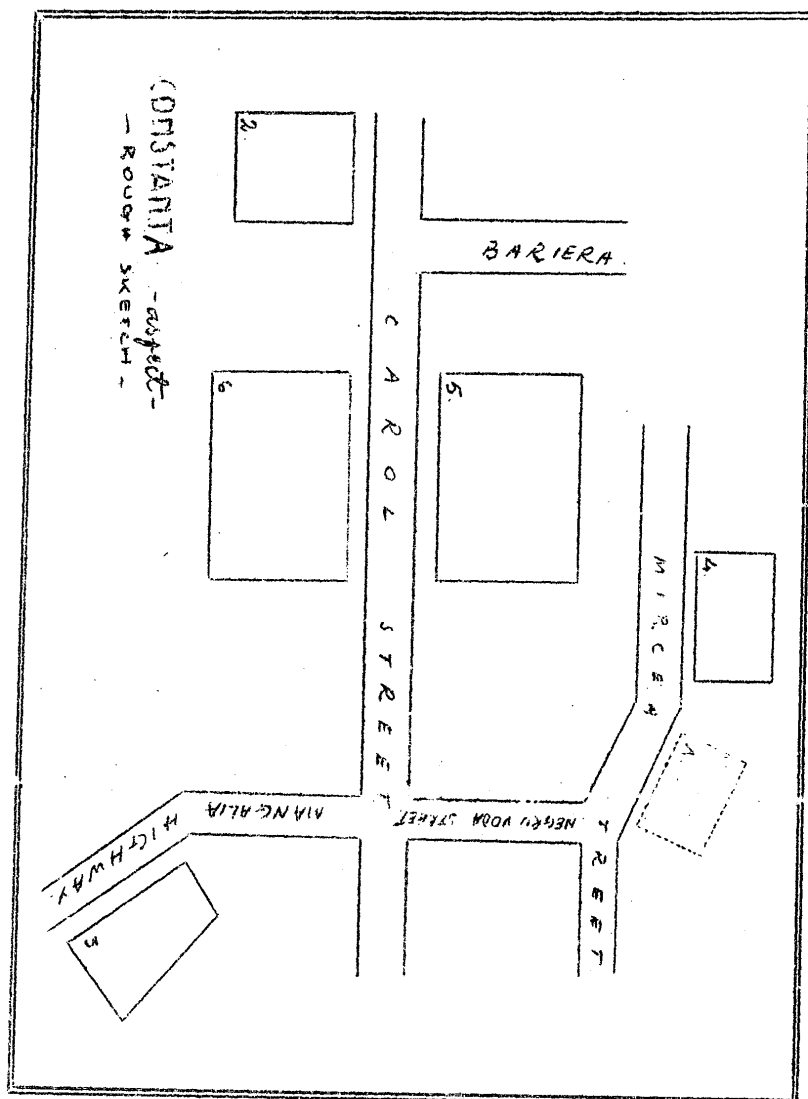 CONSTANTA - aspect -
- ROUGH SKETCH -
2.
BARIERA
CAROL STREET
6
5.
MIRCEA STREET
4.
1
NEGRU VODA STREET
MANGALIA HIGHWAY
3